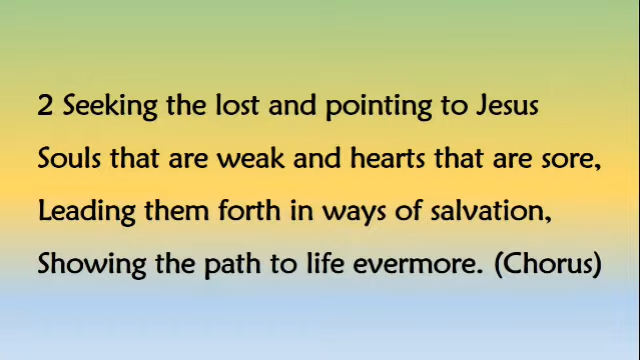 2 Seeking the lost and pointing to Jesus
Souls that are weak and hearts that are sore,
Leading them forth in ways of salvation,
Showing the path to life evermore. (Chorus)